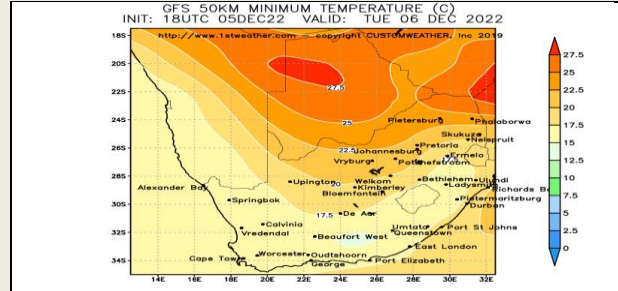 GFS 50KM MINIMUM TEMPERATURE (C)
INIT: 18UTC 05DEC22 VALID: TUE 06 DEC 2022
http://www.1stweather.com — copyright CUSTOMWEATHER, Inc 2019
18S
20S
22S
24S
26S
28S
30S
32S
34S
27.5
25
22.5
20
17.5
Pietersburg
Phalaborwa
Skukuza
Nelspruit
Pretoria
Johannesburg
Ermelo
Vryburg
Potchefstroom
Welkom
Bethlehem
Ulundi
Upington
Kimberley
Ladysmith
Alexander Bay
Bloemfontein
Richards B
Springbok
Pietermaritzburg
Durban
De Aar
Calvinia
Vredendal
Umtata
Port St Johns
Beaufort West
Queenstown
East London
Cape Town
Worcester
Oudtshoorn
George
Port Elizabeth
14E
16E
18E
20E
22E
24E
26E
28E
30E
32E
27.5
25
22.5
20
17.5
15
12.5
10
7.5
5
2.5
0